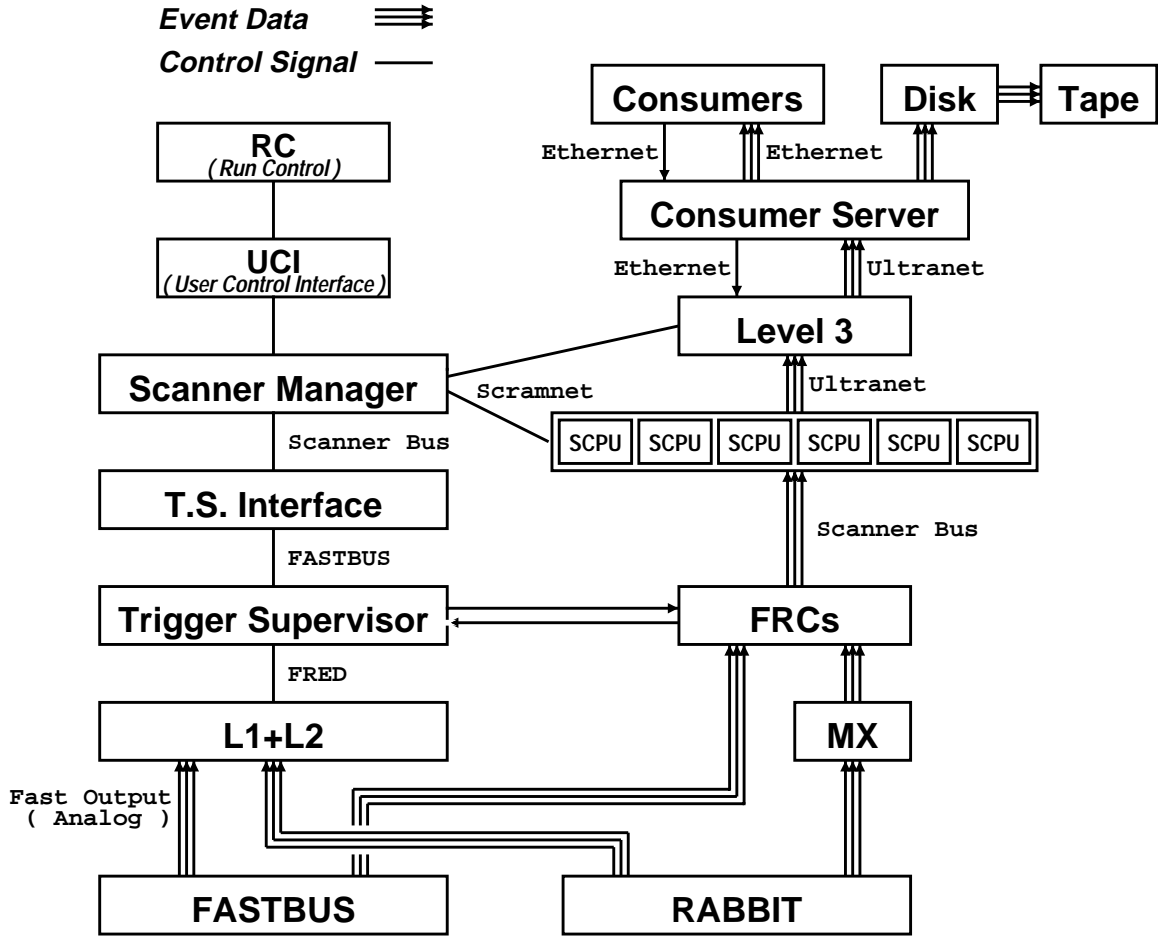 Event Data
Control Signal
Consumers
Disk
Tape
RC
( Run Control )
Ethernet
Ethernet
Consumer Server
UCI
( User Control Interface )
Ethernet
Ultranet
Level 3
Scanner Manager
Scramnet
Ultranet
SCPU
SCPU
SCPU
SCPU
SCPU
SCPU
Scanner Bus
T.S. Interface
Scanner Bus
FASTBUS
Trigger Supervisor
FRCs
FRED
L1+L2
MX
Fast Output
( Analog )
FASTBUS
RABBIT